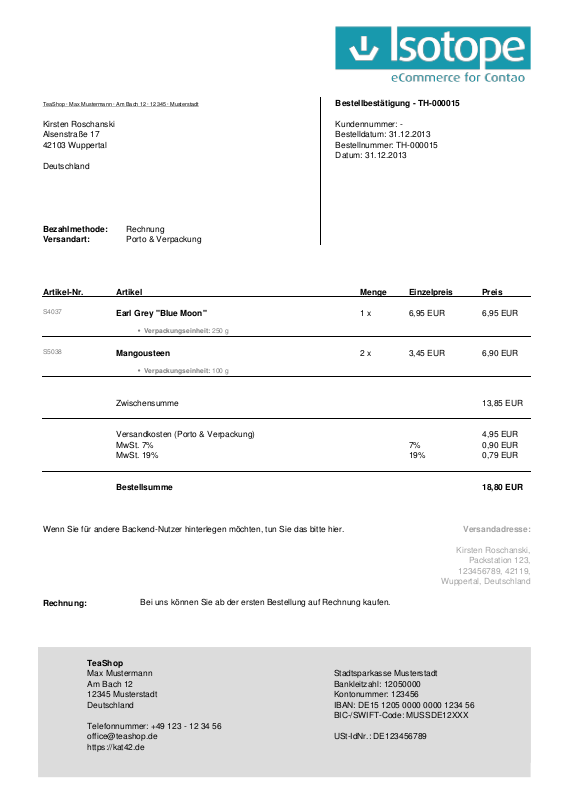 Isotope
eCommerce for Contao
TeaShop · Max Mustermann · Am Bach 12 · 12345 · Musterstadt
Bestellbestätigung - TH-000015
Kirsten Roschanski
Alsenstraße 17
42103 Wuppertal
Deutschland
Kundennummer: -
Bestelldatum: 31.12.2013
Bestellnummer: TH-000015
Datum: 31.12.2013
Bezahlmethode: Rechnung
Versandart: Porto & Verpackung
Artikel-Nr. Artikel Menge Einzelpreis Preis
S4037 Earl Grey "Blue Moon" 1 x 6,95 EUR 6,95 EUR
• Verpackungseinheit: 250 g
S5038 Mangousteen 2 x 3,45 EUR 6,90 EUR
• Verpackungseinheit: 100 g
Zwischensumme 13,85 EUR
Versandkosten (Porto & Verpackung) 4,95 EUR
MwSt. 7% 7% 0,90 EUR
MwSt. 19% 19% 0,79 EUR
Bestellsumme 18,80 EUR
Wenn Sie für andere Backend-Nutzer hinterlegen möchten, tun Sie das bitte hier.
Versandadresse:
Kirsten Roschanski,
Packstation 123,
123456789, 42119,
Wuppertal, Deutschland
Rechnung: Bei uns können Sie ab der ersten Bestellung auf Rechnung kaufen.
TeaShop
Max Mustermann
Am Bach 12
12345 Musterstadt
Deutschland
Telefonnummer: +49 123 - 12 34 56
office@teashop.de
https://kat42.de
Stadtsparkasse Musterstadt
Bankleitzahl: 12050000
Kontonummer: 123456
IBAN: DE15 1205 0000 0000 1234 56
BIC-/SWIFT-Code: MUSSDE12XXX
USt-IdNr.: DE123456789